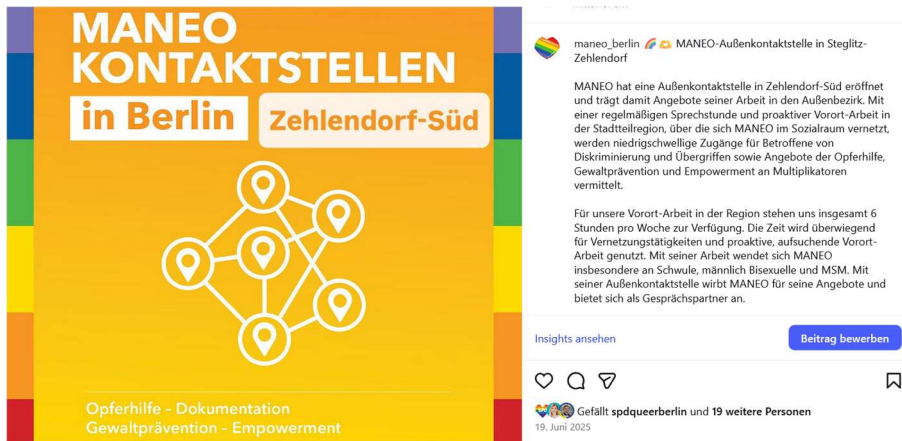 MANEO
KONTAKTSTELLEN
in Berlin
Zehlendorf-Süd
Opferhilfe - Dokumentation
Gewaltprävention - Empowerment
maneo_berlin 🌈🫶 MANEO-Außenkontaktstelle in Steglitz-
Zehlendorf
MANEO hat eine Außenkontaktstelle in Zehlendorf-Süd eröffnet
und trägt damit Angebote seiner Arbeit in den Außenbezirk. Mit
einer regelmäßigen Sprechstunde und proaktiver Vorort-Arbeit in
der Stadtteilregion, über die sich MANEO im Sozialraum vernetzt,
werden niedrigschwellige Zugänge für Betroffene von
Diskriminierung und Übergriffen sowie Angebote der Opferhilfe,
Gewaltprävention und Empowerment an Multiplikatoren
vermittelt.
Für unsere Vorort-Arbeit in der Region stehen uns insgesamt 6
Stunden pro Woche zur Verfügung. Die Zeit wird überwiegend
für Vernetzungstätigkeiten und proaktive, aufsuchende Vorort-
Arbeit genutzt. Mit seiner Arbeit wendet sich MANEO
insbesondere an Schwule, männlich Bisexuelle und MSM. Mit
seiner Außenkontaktstelle wirbt MANEO für seine Angebote und
bietet sich als Gesprächspartner an.
Insights ansehen
Beitrag bewerben
Gefällt spdqueerberlin und 19 weitere Personen
19. Juni 2025